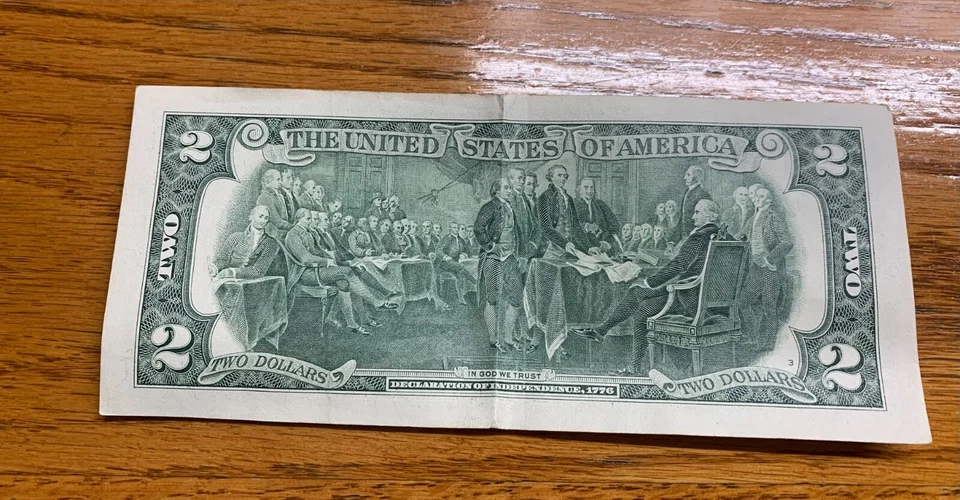 2 THE UNITED STATES OF AMERICA 2
TWO TWO
2 TWO DOLLARS IN GOD WE TRUST TWO DOLLARS 3 2
DECLARATION OF INDEPENDENCE, 1776